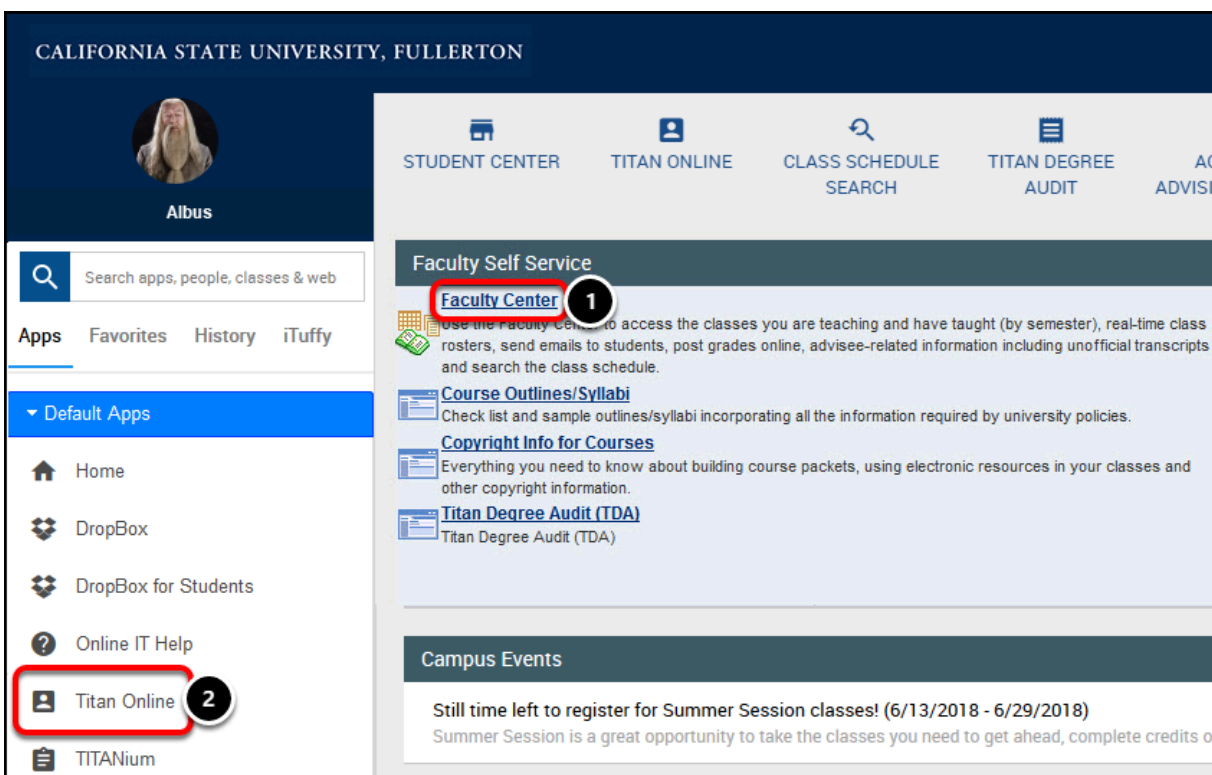 CALIFORNIA STATE UNIVERSITY, FULLERTON
Albus
Search apps, people, classes & web
Apps Favorites History iTuffy
Default Apps
Home
DropBox
DropBox for Students
Online IT Help
Titan Online 2
TITANium
STUDENT CENTER
TITAN ONLINE
CLASS SCHEDULE
SEARCH
TITAN DEGREE
AUDIT
Faculty Self Service
Faculty Center 1
Use the Faculty Center to access the classes you are teaching and have taught (by semester), real-time class
rosters, send emails to students, post grades online, advisee-related information including unofficial transcripts
and search the class schedule.
Course Outlines/Syllabi
Check list and sample outlines/syllabi incorporating all the information required by university policies.
Copyright Info for Courses
Everything you need to know about building course packets, using electronic resources in your classes and
other copyright information.
Titan Degree Audit (TDA)
Titan Degree Audit (TDA)
Campus Events
Still time left to register for Summer Session classes! (6/13/2018 - 6/29/2018)
Summer Session is a great opportunity to take the classes you need to get ahead, complete credits